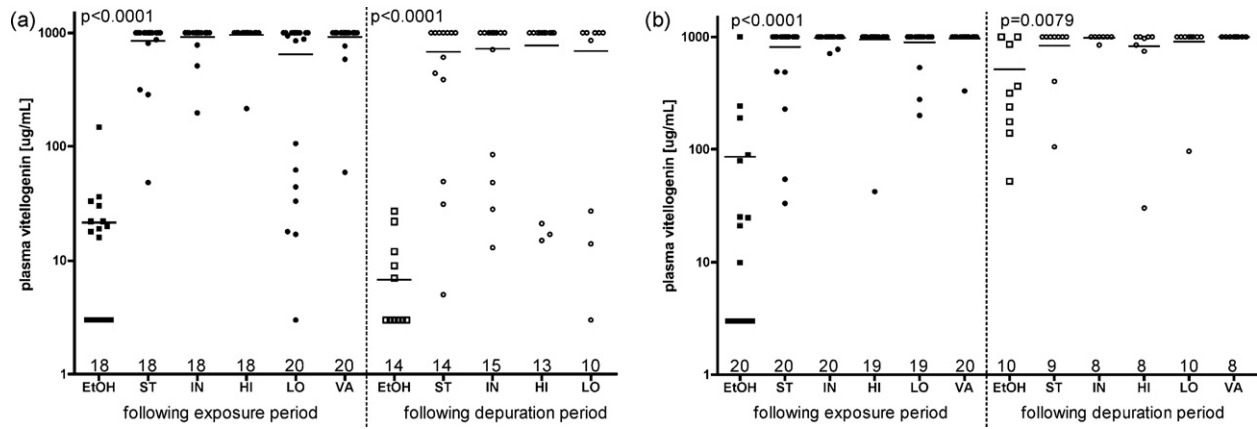 (a)
p<0.0001
p<0.0001
plasma vitellogenin [ug/mL]
1000
100
10
1
18 18 18 18 20 20 14 14 15 13 10
EtOH ST IN HI LO VA EtOH ST IN HI LO
following exposure period following depuration period
(b)
p<0.0001
p=0.0079
plasma vitellogenin [ug/mL]
1000
100
10
1
20 20 20 19 19 20 10 9 8 8 10 8
EtOH ST IN HI LO VA EtOH ST IN HI LO VA
following exposure period following depuration period